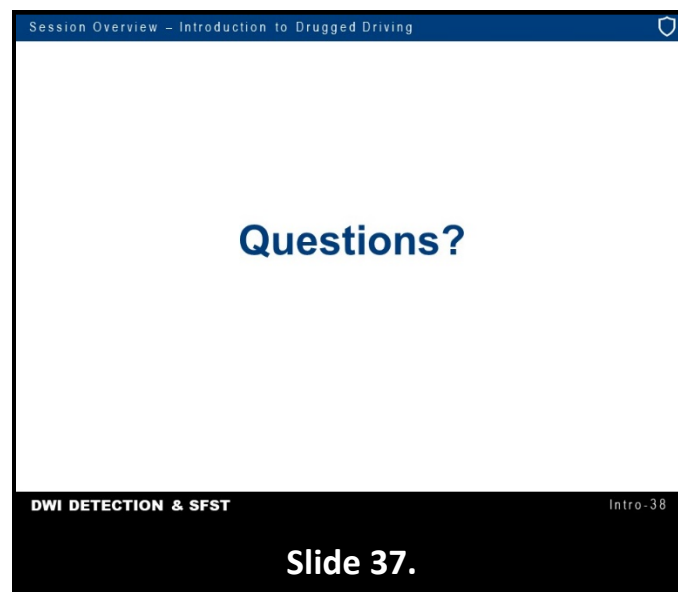 Session Overview – Introduction to Drugged Driving
Questions?
DWI DETECTION & SFST
Intro-38
Slide 37.